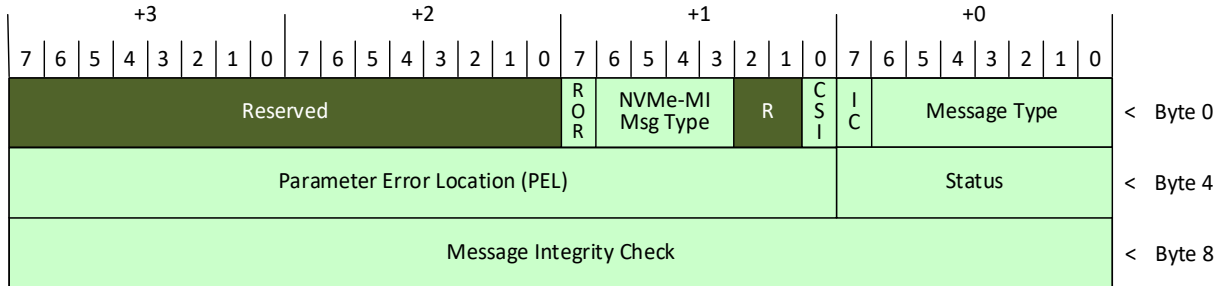 +3 +2 +1 +0
7 6 5 4 3 2 1 0 7 6 5 4 3 2 1 0 7 6 5 4 3 2 1 0 7 6 5 4 3 2 1 0
Reserved ROR NVMe-MI Msg Type R CSI IC Message Type < Byte 0
Parameter Error Location (PEL) Status < Byte 4
Message Integrity Check < Byte 8